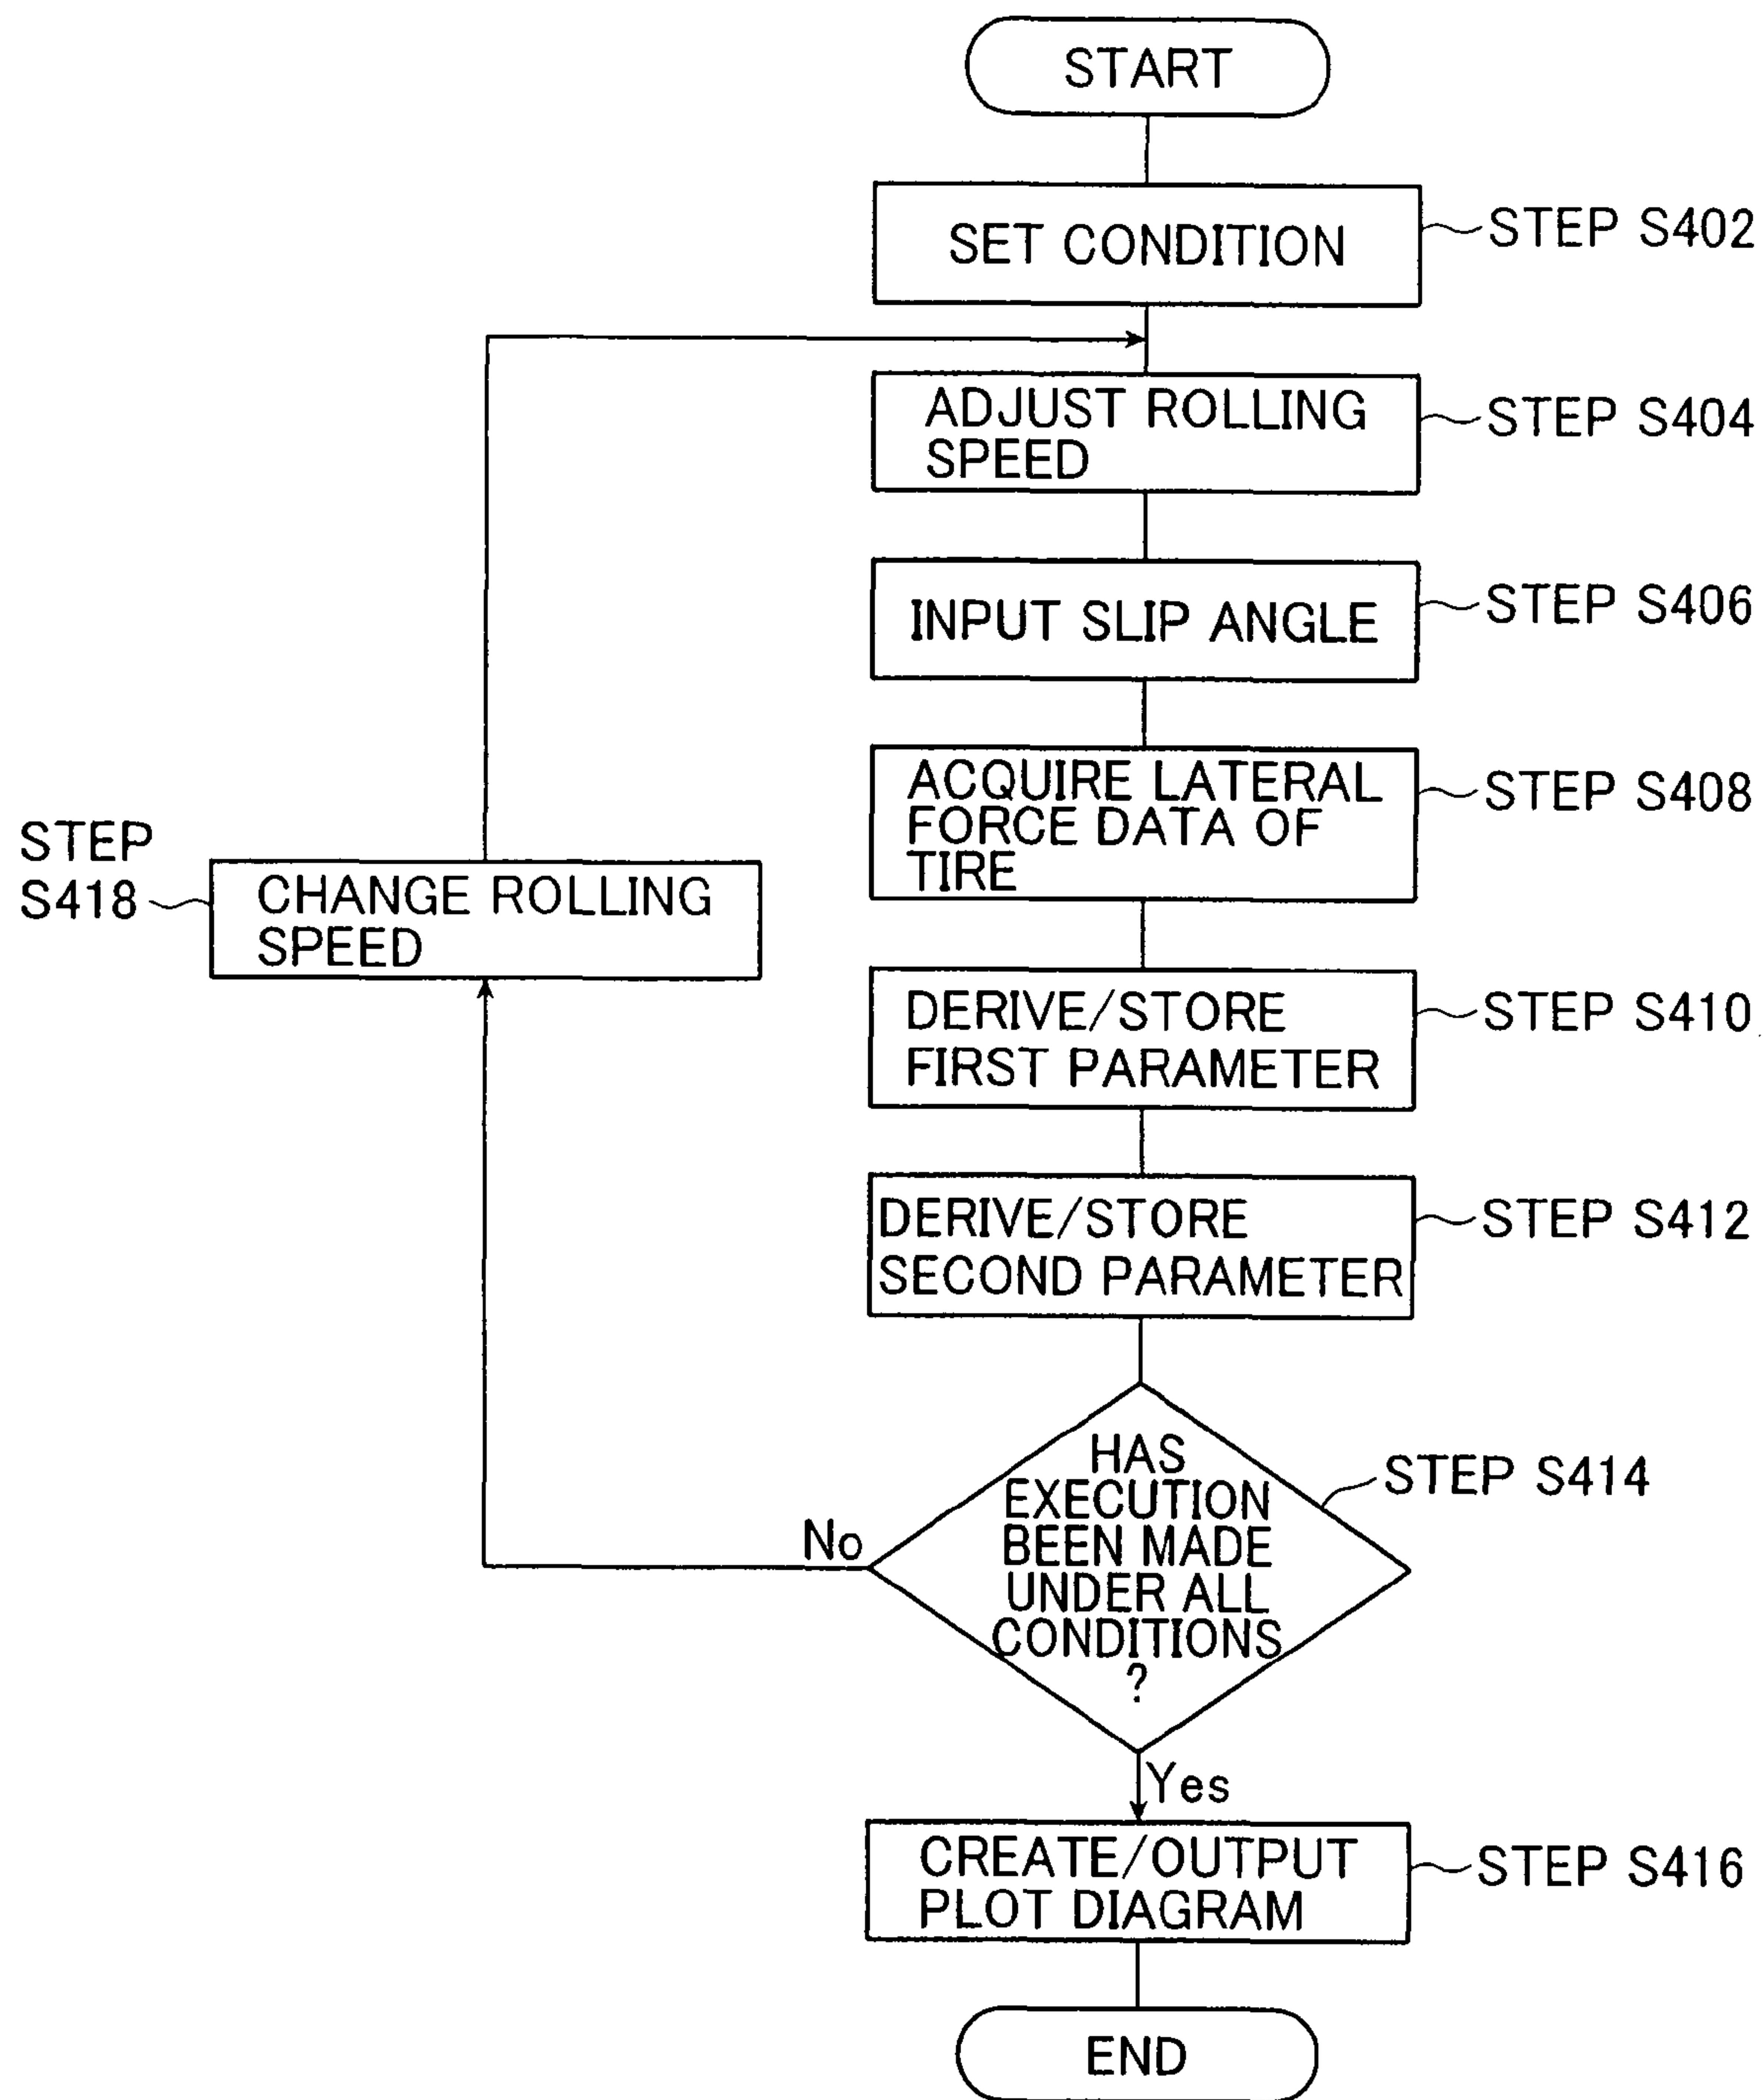 START
SET CONDITION
STEP S402
ADJUST ROLLING
SPEED
STEP S404
INPUT SLIP ANGLE
STEP S406
ACQUIRE LATERAL
FORCE DATA OF
TIRE
STEP S408
STEP
S418
CHANGE ROLLING
SPEED
DERIVE/STORE
FIRST PARAMETER
STEP S410
DERIVE/STORE
SECOND PARAMETER
STEP S412
HAS
EXECUTION
BEEN MADE
UNDER ALL
CONDITIONS
?
STEP S414
No
Yes
CREATE/OUTPUT
PLOT DIAGRAM
STEP S416
END